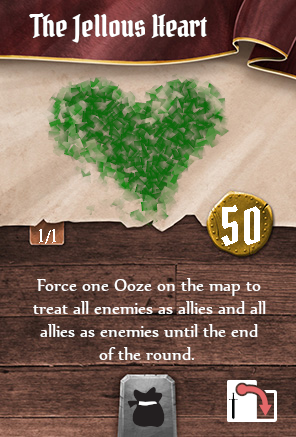 The Jellous Heart
1/1
50
Force one Ooze on the map to
treat all enemies as allies and all
allies as enemies until the end
of the round.